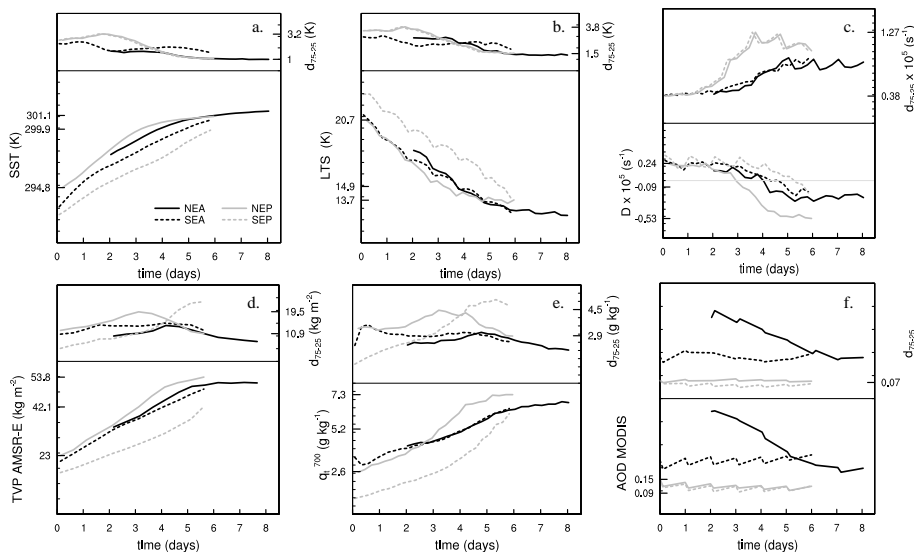 a.
3.2
1
d75-25 (K)
301.1
299.9
294.8
SST (K)
NEA
SEA
NEP
SEP
0 1 2 3 4 5 6 7 8
time (days)
b.
3.8
1.5
d75-25 (K)
20.7
14.9
13.7
LTS (K)
0 1 2 3 4 5 6 7 8
time (days)
c.
1.27
0.38
d75-25 x 10⁵ (s⁻¹)
0.24
-0.09
-0.53
D x 10⁵ (s⁻¹)
0 1 2 3 4 5 6 7 8
time (days)
d.
19.5
10.9
d75-25 (kg m⁻²)
53.8
42.1
23
TVP AMSR-E (kg m⁻²)
0 1 2 3 4 5 6 7 8
time (days)
e.
4.5
2.9
d75-25 (g kg⁻¹)
7.3
5.2
2.6
0 1 2 3 4 5 6 7 8
time (days)
f.
0.07
d75-25
0.15
0.09
AOD MODIS
0 1 2 3 4 5 6 7 8
time (days)